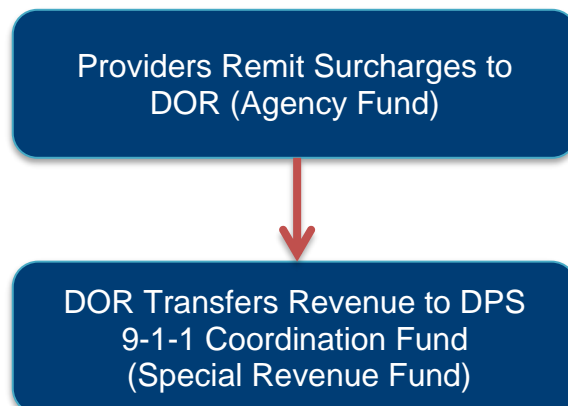 Providers Remit Surcharges to
DOR (Agency Fund)
DOR Transfers Revenue to DPS
9-1-1 Coordination Fund
(Special Revenue Fund)